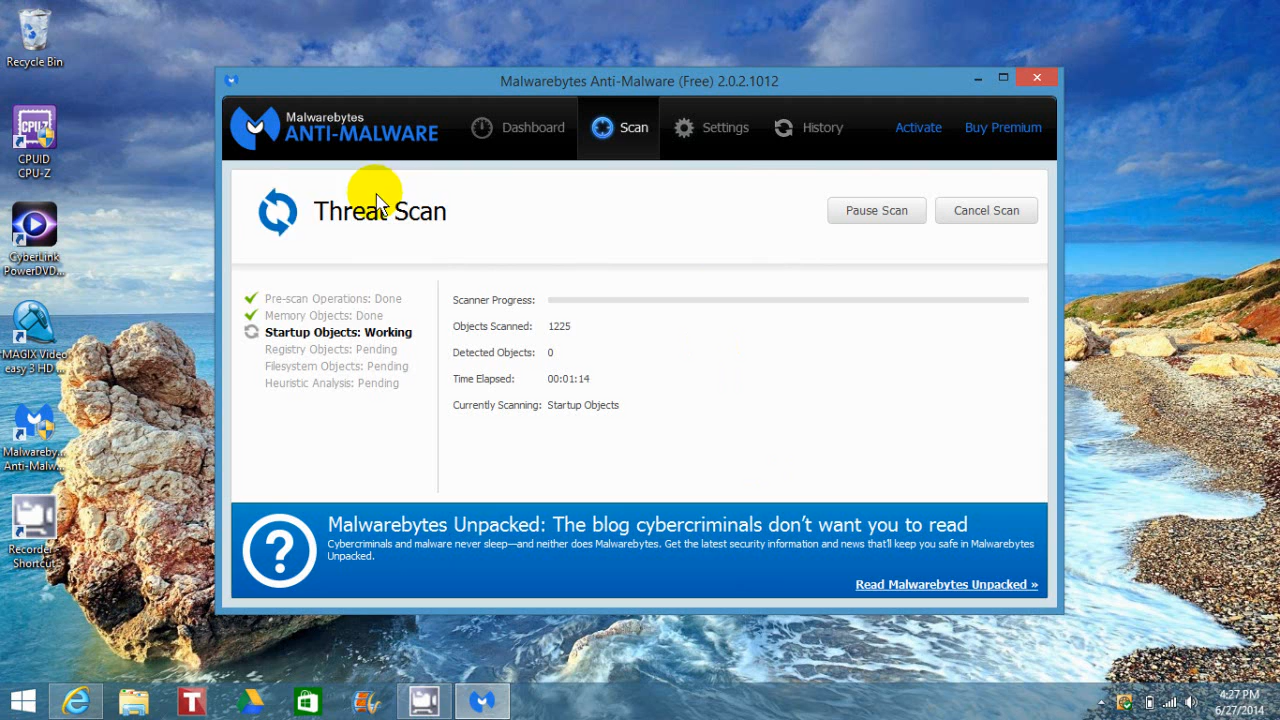 Recycle Bin
CPUID
CPU-Z
CyberLink
PowerDVD...
MAGIX Video
easy 3 HD ...
Malwareby...
Anti-Malw...
Recorder -
Shortcut
Malwarebytes Anti-Malware (Free) 2.0.2.1012
Malwarebytes
ANTI-MALWARE
Dashboard
Scan
Settings
History
Activate
Buy Premium
Threat Scan
Pause Scan
Cancel Scan
Pre-scan Operations: Done
Memory Objects: Done
Startup Objects: Working
Registry Objects: Pending
Filesystem Objects: Pending
Heuristic Analysis: Pending
Scanner Progress:
Objects Scanned: 1225
Detected Objects: 0
Time Elapsed: 00:01:14
Currently Scanning: Startup Objects
Malwarebytes Unpacked: The blog cybercriminals don’t want you to read
Cybercriminals and malware never sleep—and neither does Malwarebytes. Get the latest security information and news that'll keep you safe in Malwarebytes
Unpacked.
Read Malwarebytes Unpacked »
4:27 PM
6/27/2014